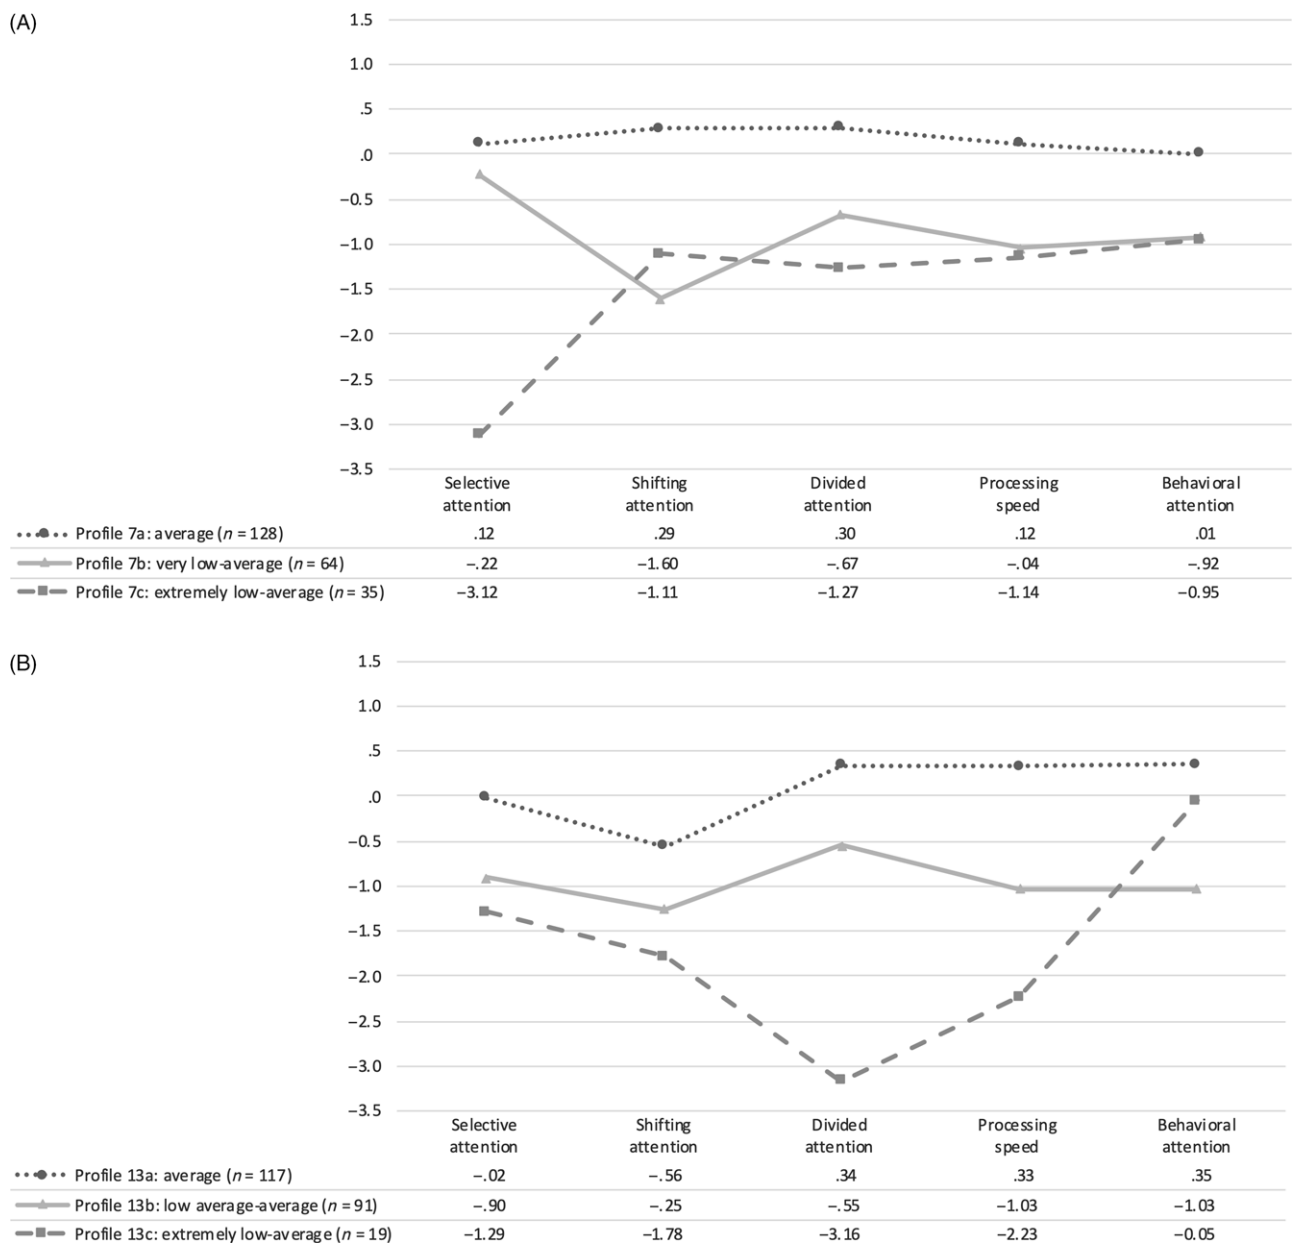 (A)
1.5
1.0
.5
.0
−0.5
−1.0
−1.5
−2.0
−2.5
−3.0
−3.5
Selective attention
Shifting attention
Divided attention
Processing speed
Behavioral attention
Profile 7a: average (n = 128) .12 .29 .30 .12 .01
Profile 7b: very low-average (n = 64) −.22 −1.60 −.67 −.04 −.92
Profile 7c: extremely low-average (n = 35) −3.12 −1.11 −1.27 −1.14 −0.95
(B)
1.5
1.0
.5
.0
−0.5
−1.0
−1.5
−2.0
−2.5
−3.0
−3.5
Selective attention
Shifting attention
Divided attention
Processing speed
Behavioral attention
Profile 13a: average (n = 117) −.02 −.56 .34 .33 .35
Profile 13b: low average-average (n = 91) −.90 −.25 −.55 −1.03 −1.03
Profile 13c: extremely low-average (n = 19) −1.29 −1.78 −3.16 −2.23 −0.05